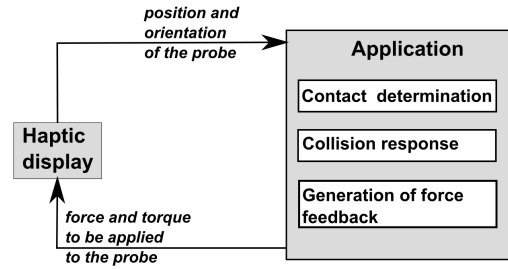 position and
orientation
of the probe
Application
Contact determination
Collision response
Generation of force
feedback
Haptic
display
force and torque
to be applied
to the probe